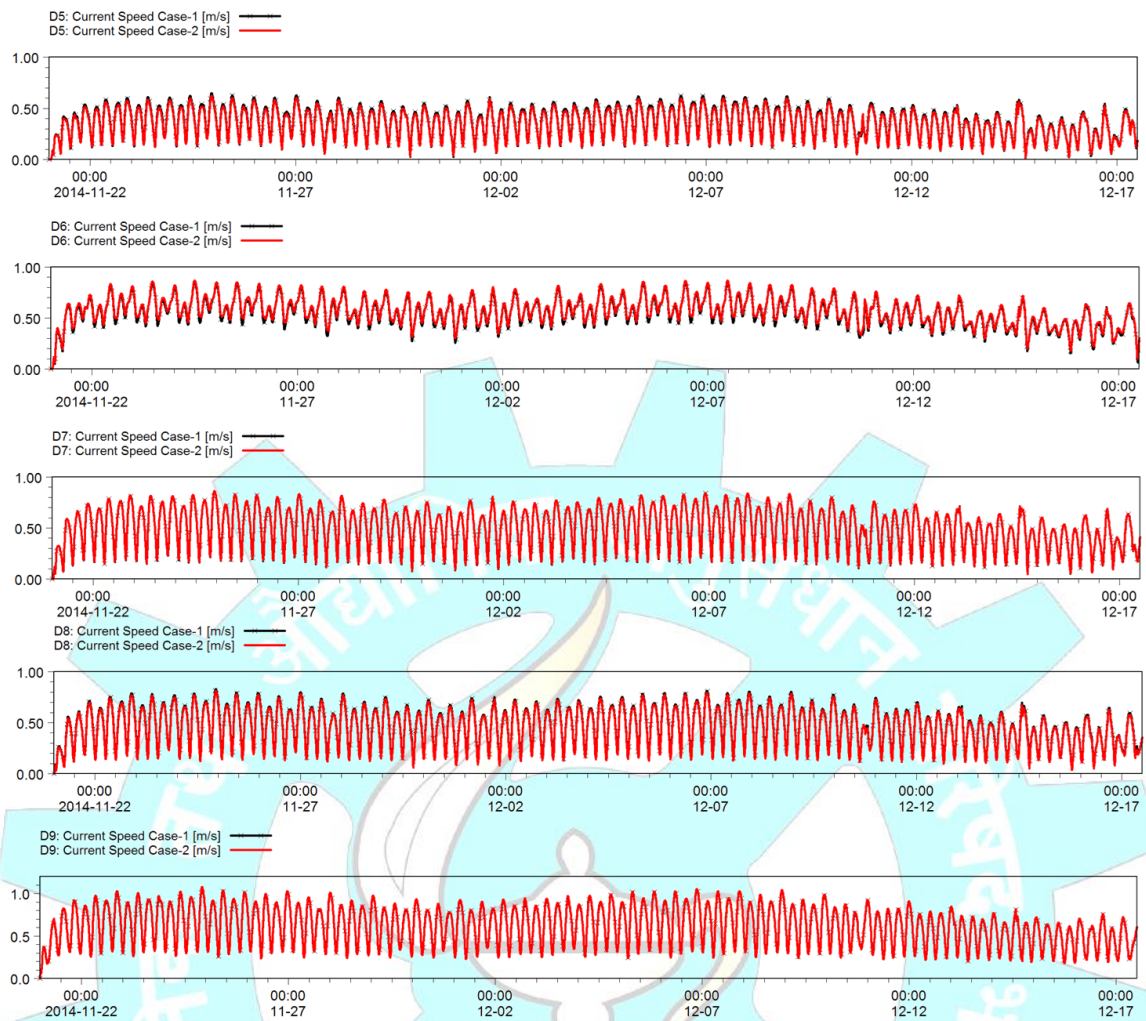 D5: Current Speed Case-1 [m/s]
D5: Current Speed Case-2 [m/s]
1.00
0.50
0.00
00:00 00:00 00:00 00:00 00:00 00:00
2014-11-22 11-27 12-02 12-07 12-12 12-17
D6: Current Speed Case-1 [m/s]
D6: Current Speed Case-2 [m/s]
1.00
0.50
0.00
00:00 00:00 00:00 00:00 00:00 00:00
2014-11-22 11-27 12-02 12-07 12-12 12-17
D7: Current Speed Case-1 [m/s]
D7: Current Speed Case-2 [m/s]
1.00
0.50
0.00
00:00 00:00 00:00 00:00 00:00 00:00
2014-11-22 11-27 12-02 12-07 12-12 12-17
D8: Current Speed Case-1 [m/s]
D8: Current Speed Case-2 [m/s]
1.00
0.50
0.00
00:00 00:00 00:00 00:00 00:00 00:00
2014-11-22 11-27 12-02 12-07 12-12 12-17
D9: Current Speed Case-1 [m/s]
D9: Current Speed Case-2 [m/s]
1.0
0.5
0.0
00:00 00:00 00:00 00:00 00:00 00:00
2014-11-22 11-27 12-02 12-07 12-12 12-17